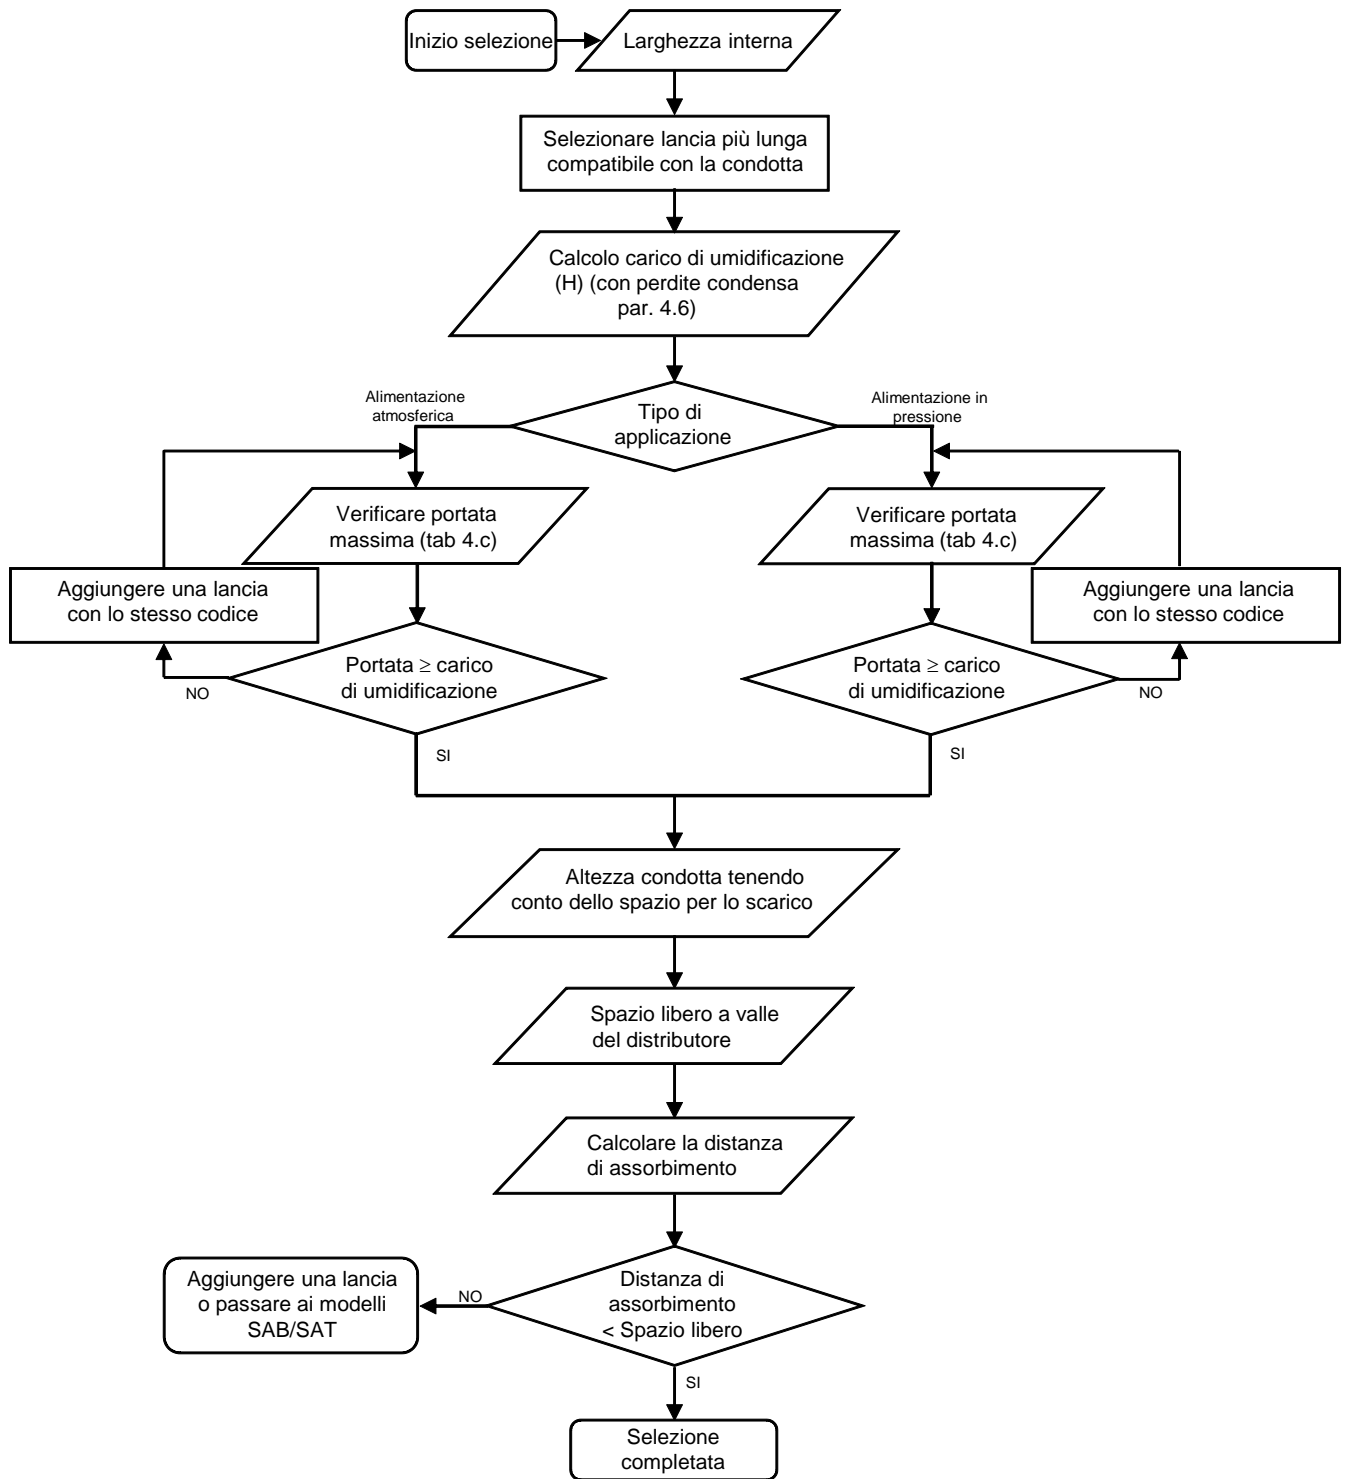 Inizio selezione
Larghezza interna
Selezionare lancia più lunga
compatibile con la condotta
Calcolo carico di umidificazione
(H) (con perdite condensa
par. 4.6)
Alimentazione
atmosferica
Tipo di
applicazione
Alimentazione in
pressione
Verificare portata
massima (tab 4.c)
Verificare portata
massima (tab 4.c)
Aggiungere una lancia
con lo stesso codice
Aggiungere una lancia
con lo stesso codice
Portata ≥ carico
di umidificazione
NO
Portata ≥ carico
di umidificazione
NO
SI
SI
Altezza condotta tenendo
conto dello spazio per lo scarico
Spazio libero a valle
del distributore
Calcolare la distanza
di assorbimento
Aggiungere una lancia
o passare ai modelli
SAB/SAT
NO
Distanza di
assorbimento
< Spazio libero
SI
Selezione
completata